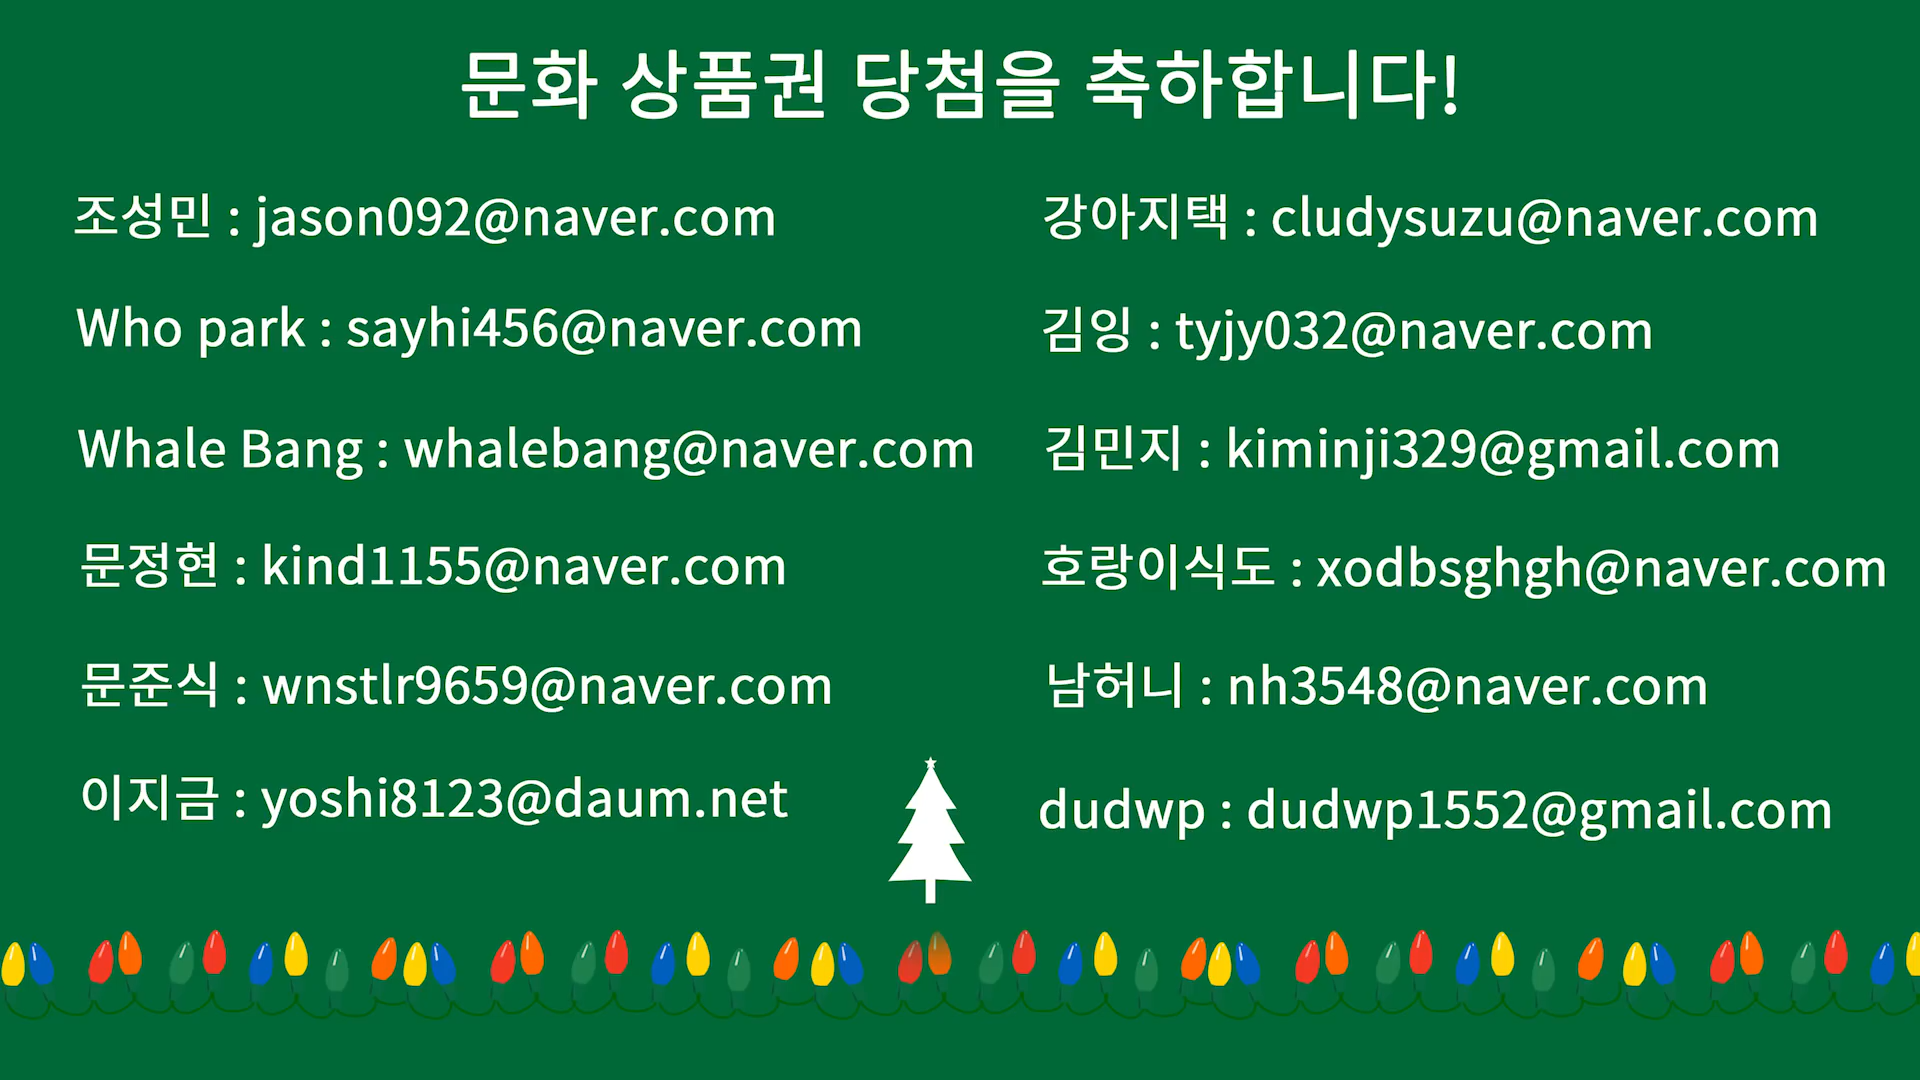 문화 상품권 당첨을 축하합니다!
조성민 : jason092@naver.com
Who park : sayhi456@naver.com
Whale Bang : whalebang@naver.com
문정현 : kind1155@naver.com
문준식 : wnstlr9659@naver.com
이지금 : yoshi8123@daum.net
강아지택 : cludysuzu@naver.com
김잉 : tyjy032@naver.com
김민지 : kiminji329@gmail.com
호랑이식도 : xodbsghgh@naver.com
남허니 : nh3548@naver.com
dudwp : dudwp1552@gmail.com